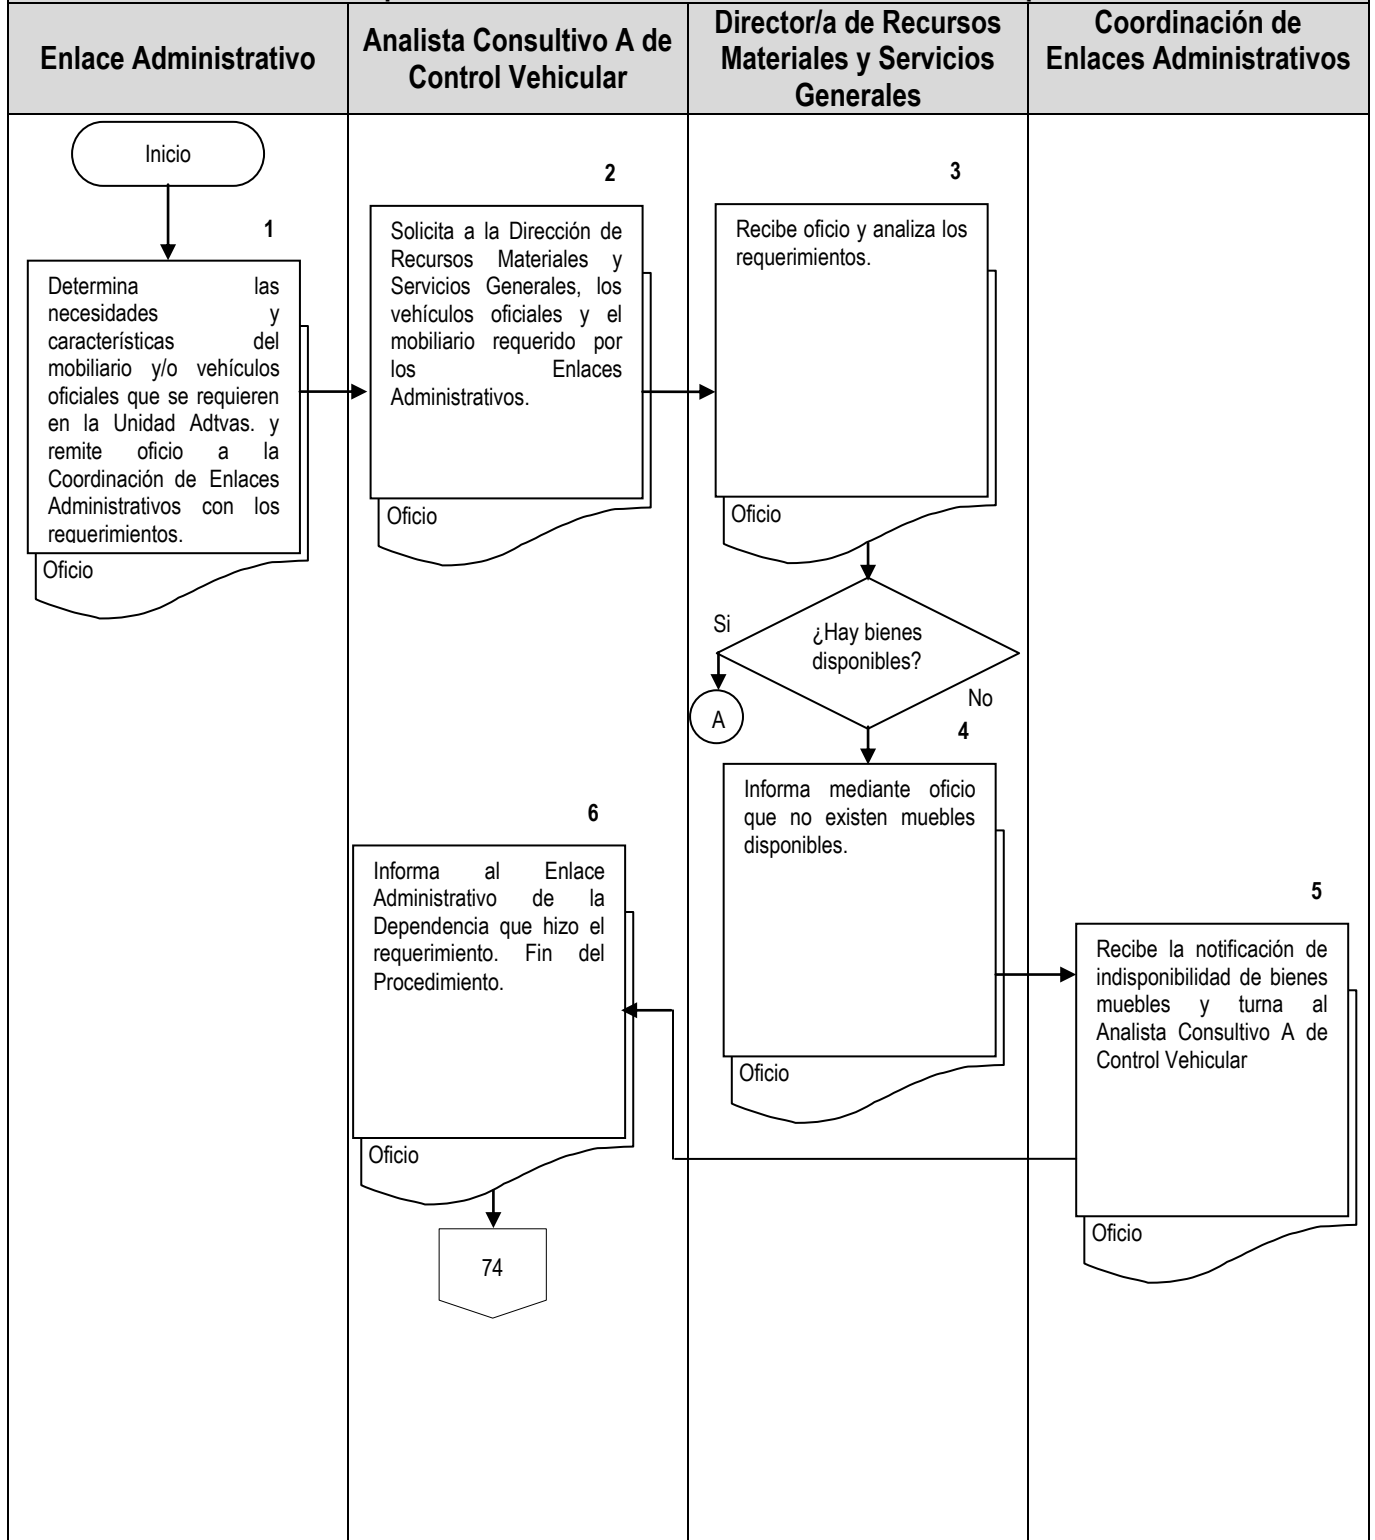 Enlace Administrativo
Analista Consultivo A de
Control Vehicular
Director/a de Recursos
Materiales y Servicios
Generales
Coordinación de
Enlaces Administrativos
Inicio
1
Determina las
necesidades y
características del
mobiliario y/o vehículos
oficiales que se requieren
en la Unidad Adtvas. y
remite oficio a la
Coordinación de Enlaces
Administrativos con los
requerimientos.
Oficio
2
Solicita a la Dirección de
Recursos Materiales y
Servicios Generales, los
vehículos oficiales y el
mobiliario requerido por
los Enlaces
Administrativos.
Oficio
3
Recibe oficio y analiza los
requerimientos.
Oficio
¿Hay bienes
disponibles?
Si
A
No
4
Informa mediante oficio
que no existen muebles
disponibles.
Oficio
5
Recibe la notificación de
indisponibilidad de bienes
muebles y turna al
Analista Consultivo A de
Control Vehicular
Oficio
6
Informa al Enlace
Administrativo de la
Dependencia que hizo el
requerimiento. Fin del
Procedimiento.
Oficio
74